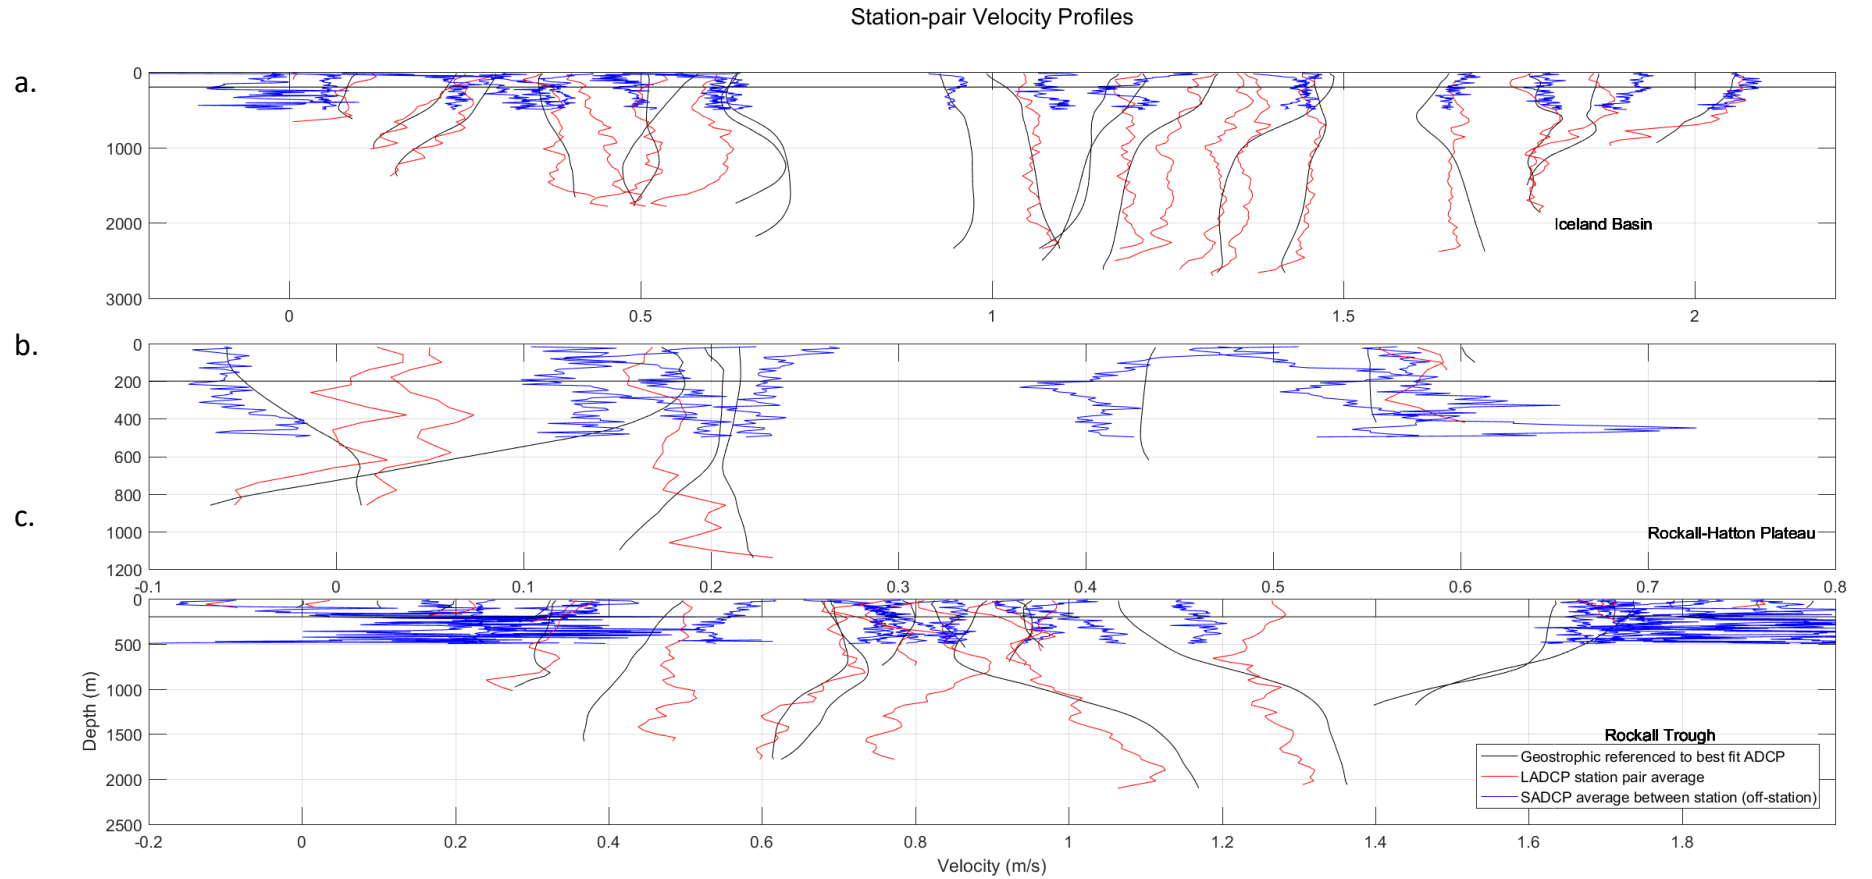 Station-pair Velocity Profiles
a.
0
1000
2000
3000
Iceland Basin
0 0.5 1 1.5 2
b.
0
200
400
600
800
1000
1200
Rockall-Hatton Plateau
-0.1 0 0.1 0.2 0.3 0.4 0.5 0.6 0.7 0.8
c.
0
500
1000
1500
2000
2500
Depth (m)
Rockall Trough
Geostrophic referenced to best fit ADCP
LADCP station pair average
SADCP average between station (off-station)
-0.2 0 0.2 0.4 0.6 0.8 1 1.2 1.4 1.6 1.8
Velocity (m/s)